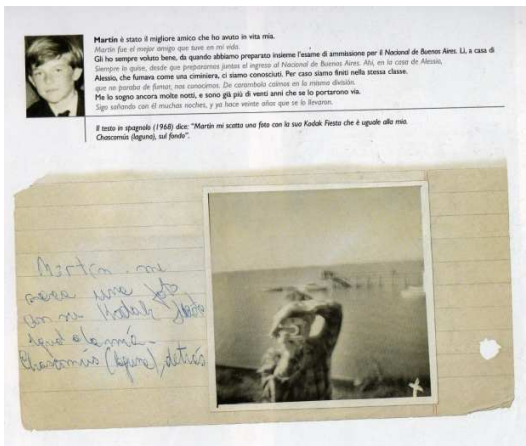 Martín è stato il migliore amico che ho avuto in vita mia.
Martín fue el mejor amigo que tuve en mi vida.
Gli ho sempre voluto bene, da quando abbiamo preparato insieme l'esame di ammissione per il Nacional de Buenos Aires. Lì, a casa di
Siempre lo quise, desde que preparamos juntos el ingreso al Nacional de Buenos Aires. Ahí, en la casa de Alessio,
Alessio, che fumava come una ciminiera, ci siamo conosciuti. Per caso siamo finiti nella stessa classe.
que no paraba de fumar, nos conocimos. De carambola caímos en la misma división.
Me lo sogno ancora molte notti, e sono già più di venti anni che se lo portarono via.
Sigo soñando con él muchas noches, y ya hace veinte años que se lo llevaron.
Il testo in spagnolo (1968) dice: "Martín mi scatta una foto con la sua Kodak Fiesta che è uguale alla mia.
Chascomús (laguna), sul fondo".
Martín me
saca una foto
con su Kodak Fiesta
igual a la mía.
Chascomús (laguna), detrás